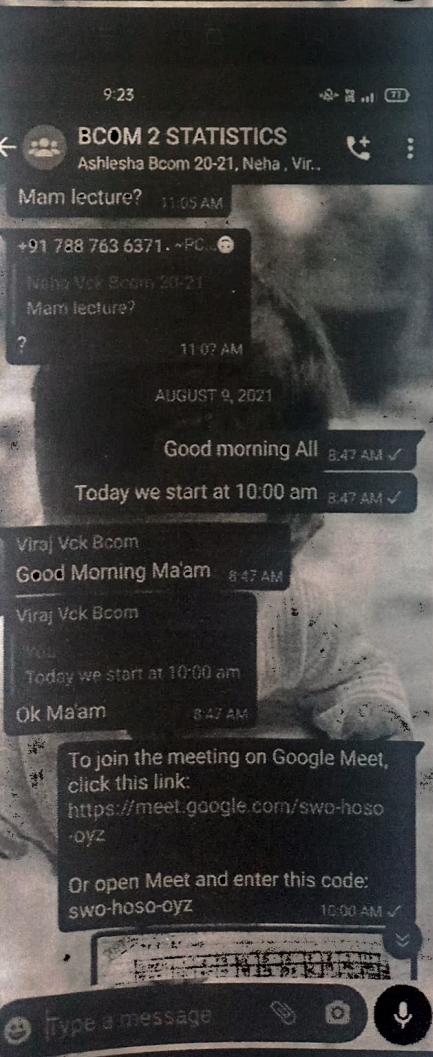 9:23
77
BCOM 2 STATISTICS
Ashlesha Bcom 20-21, Neha , Vir..
Mam lecture? 11:05 AM
+91 788 763 6371. ~PC...
Neha Vck Bcom 20-21
Mam lecture?
? 11:07 AM
AUGUST 9, 2021
Good morning All 8:47 AM
Today we start at 10:00 am 8:47 AM
Viraj Vck Bcom
Good Morning Ma'am 8:47 AM
Viraj Vck Bcom
You
Today we start at 10:00 am
Ok Ma'am 8:47 AM
To join the meeting on Google Meet,
click this link:
https://meet.google.com/swo-hoso
-oyz
Or open Meet and enter this code:
swo-hoso-oyz 10:00 AM
Type a message